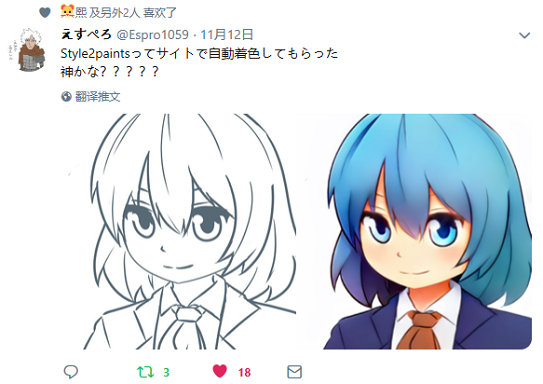 🐹熙 及另外2人 喜欢了
えすぺろ @Espro1059 · 11月12日
Style2paintsってサイトで自動着色してもらった
神かな？？？？？
翻译推文
3
18